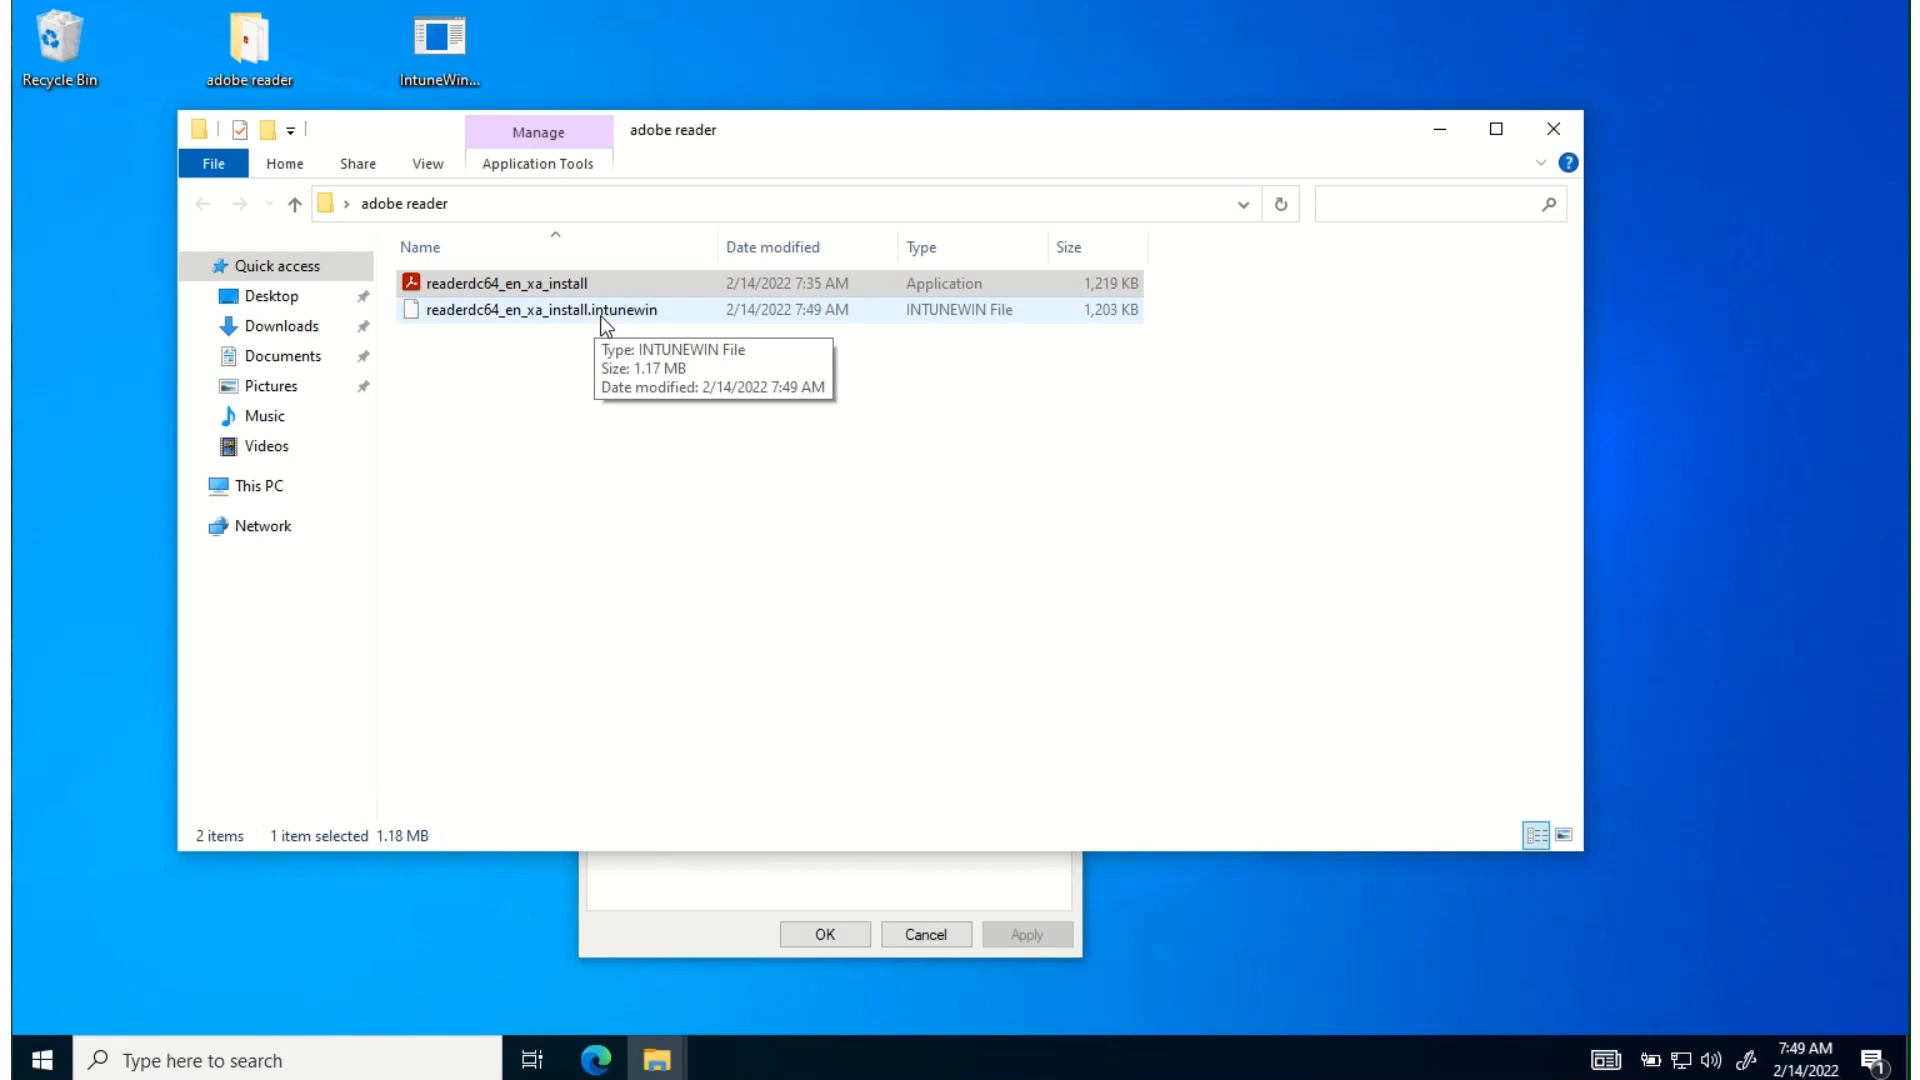 Recycle Bin
adobe reader
IntuneWin...
Manage
adobe reader
File
Home
Share
View
Application Tools
?
adobe reader
Name
Date modified
Type
Size
Quick access
readerdc64_en_xa_install
2/14/2022 7:35 AM
Application
1,219 KB
Desktop
readerdc64_en_xa_install.intunewin
2/14/2022 7:49 AM
INTUNEWIN File
1,203 KB
Downloads
Type: INTUNEWIN File
Size: 1.17 MB
Date modified: 2/14/2022 7:49 AM
Documents
Pictures
Music
Videos
This PC
Network
2 items
1 item selected 1.18 MB
OK
Cancel
Apply
Type here to search
7:49 AM
2/14/2022
1